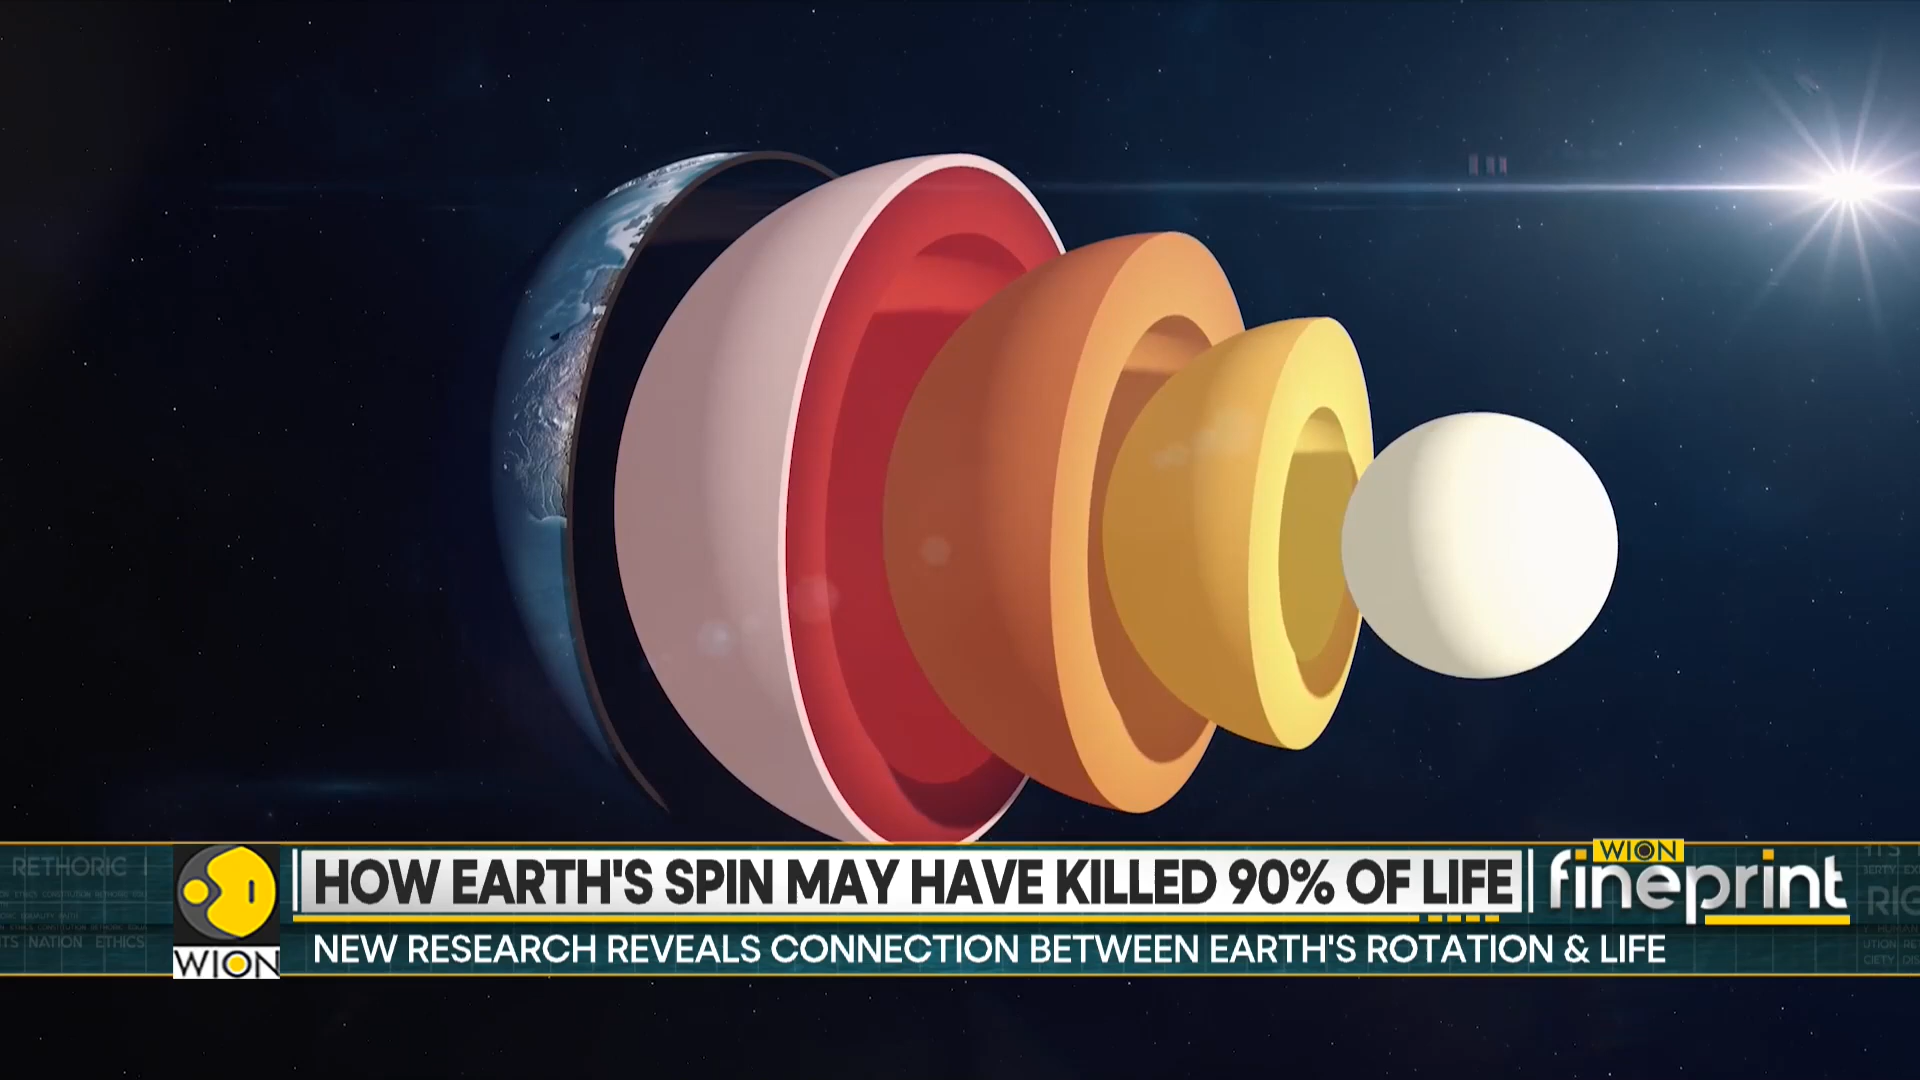 HOW EARTH'S SPIN MAY HAVE KILLED 90% OF LIFE
WION
fineprint
NEW RESEARCH REVEALS CONNECTION BETWEEN EARTH'S ROTATION & LIFE
WION
RETHORIC
NATION ETHICS